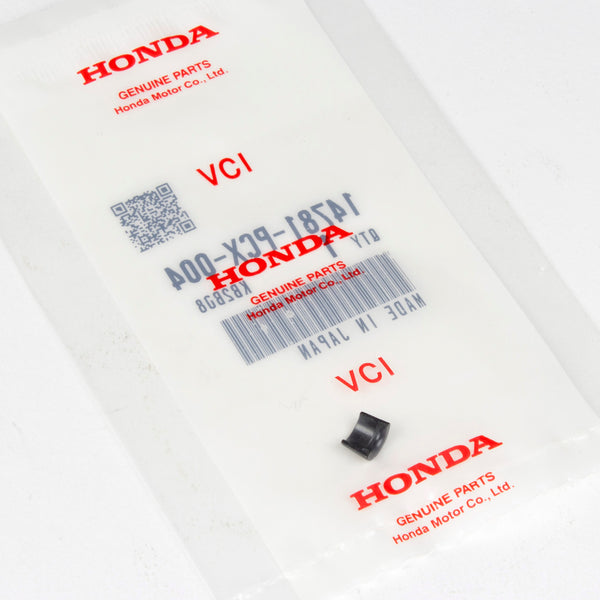 HONDA
GENUINE PARTS
Honda Motor Co., Ltd.
VCI
14781-PCX-004
QTY 1
HONDA
GENUINE PARTS
K82838
Honda Motor Co., Ltd.
MADE IN JAPAN
VCI
HONDA
GENUINE PARTS
Honda Motor Co., Ltd.